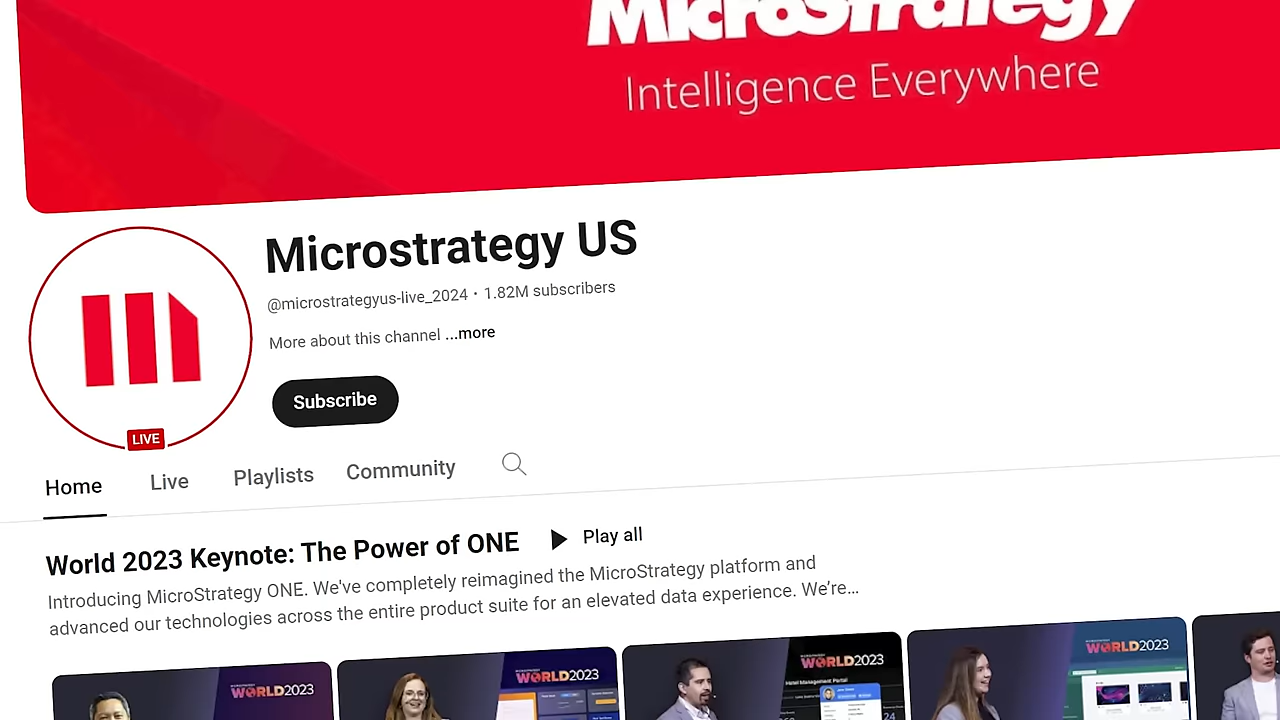 MicroStrategy
Intelligence Everywhere
Microstrategy US
@microstrategyus-live_2024 · 1.82M subscribers
More about this channel ...more
Subscribe
LIVE
Home Live Playlists Community
World 2023 Keynote: The Power of ONE Play all
Introducing MicroStrategy ONE. We've completely reimagined the MicroStrategy platform and
advanced our technologies across the entire product suite for an elevated data experience. We're...
WORLD2023
WORLD2023
WORLD2023
WORLD2023
Hotel Management Portal